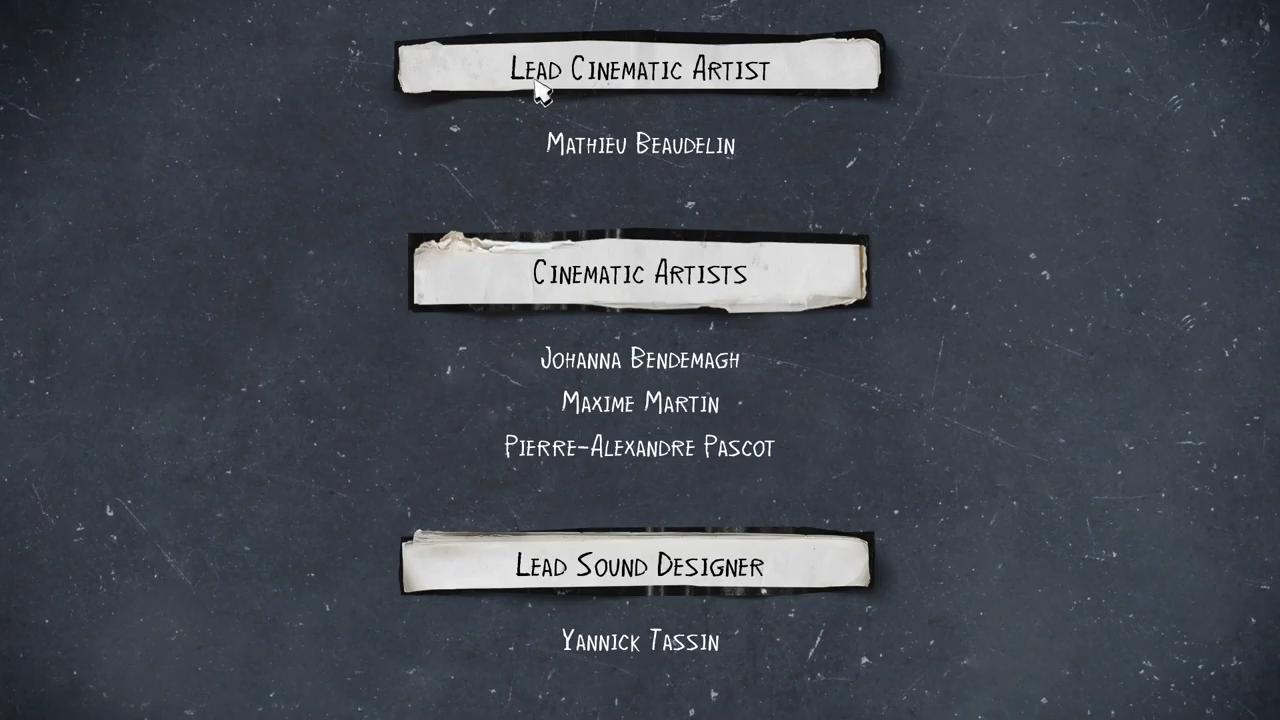 Lead Cinematic Artist
Mathieu Beaudelin
Cinematic Artists
Johanna Bendemagh
Maxime Martin
Pierre-Alexandre Pascot
Lead Sound Designer
Yannick Tassin